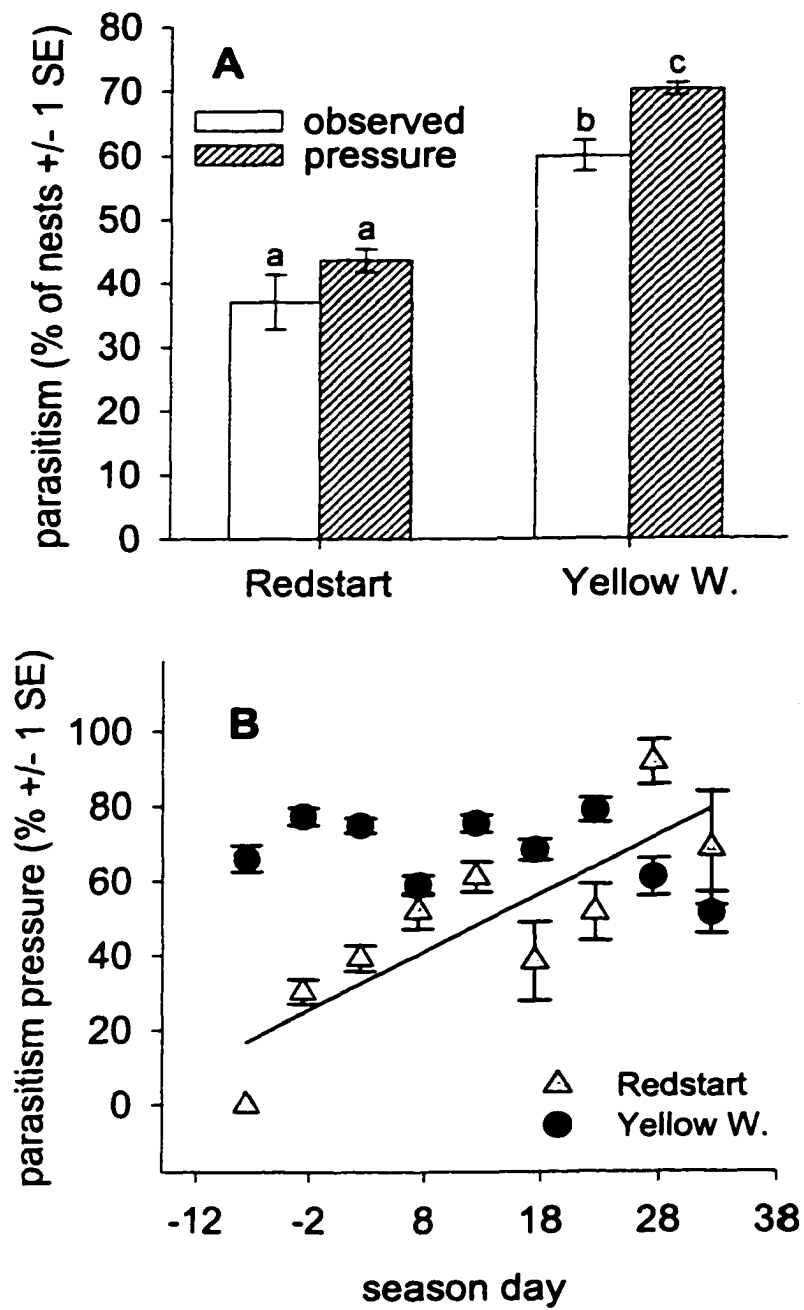 A
observed
pressure
parasitism (% of nests +/- 1 SE)
80
70
60
50
40
30
20
10
0
a
a
b
c
Redstart
Yellow W.
B
parasitism pressure (% +/- 1 SE)
100
80
60
40
20
0
Redstart
Yellow W.
-12
-2
8
18
28
38
season day